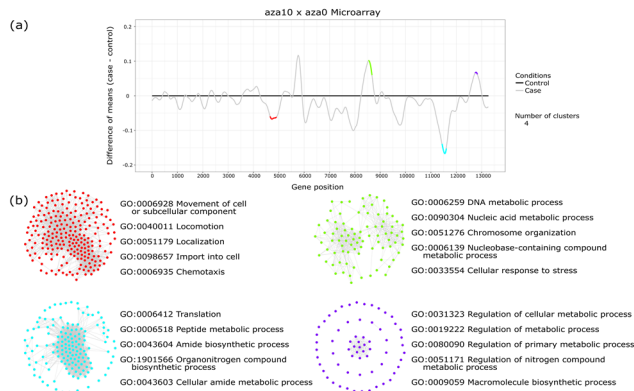 aza10 x aza0 Microarray
(a)
Difference of means (case - control)
0.2
0.1
0
-0.1
-0.2
0 1000 2000 3000 4000 5000 6000 7000 8000 9000 10000 11000 12000 13000
Gene position
Conditions
Control
Case
Number of clusters
4
(b)
GO:0006928 Movement of cell
or subcellular component
GO:0040011 Locomotion
GO:0051179 Localization
GO:0098657 Import into cell
GO:0006935 Chemotaxis
GO:0006259 DNA metabolic process
GO:0090304 Nucleic acid metabolic process
GO:0051276 Chromosome organization
GO:0006139 Nucleobase-containing compound
metabolic process
GO:0033554 Cellular response to stress
GO:0006412 Translation
GO:0006518 Peptide metabolic process
GO:0043604 Amide biosynthetic process
GO:1901566 Organonitrogen compound
biosynthetic process
GO:0043603 Cellular amide metabolic process
GO:0031323 Regulation of cellular metabolic process
GO:0019222 Regulation of metabolic process
GO:0080090 Regulation of primary metabolic process
GO:0051171 Regulation of nitrogen compound
metabolic process
GO:0009059 Macromolecule biosynthetic process